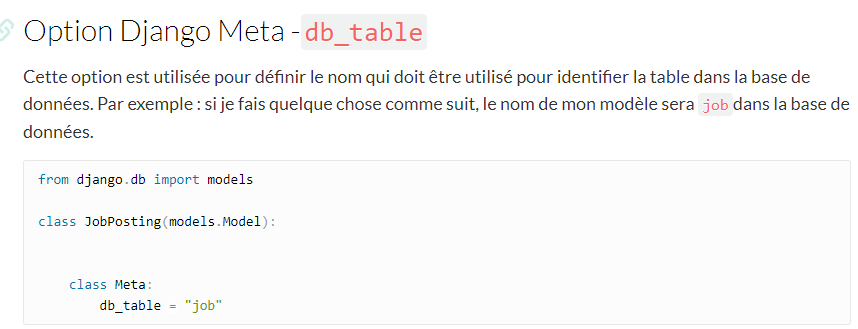 Option Django Meta -db_table
Cette option est utilisée pour définir le nom qui doit être utilisé pour identifier la table dans la base de
données. Par exemple : si je fais quelque chose comme suit, le nom de mon modèle sera job dans la base de
données.
from django.db import models
class JobPosting(models.Model):
class Meta:
db_table = "job"